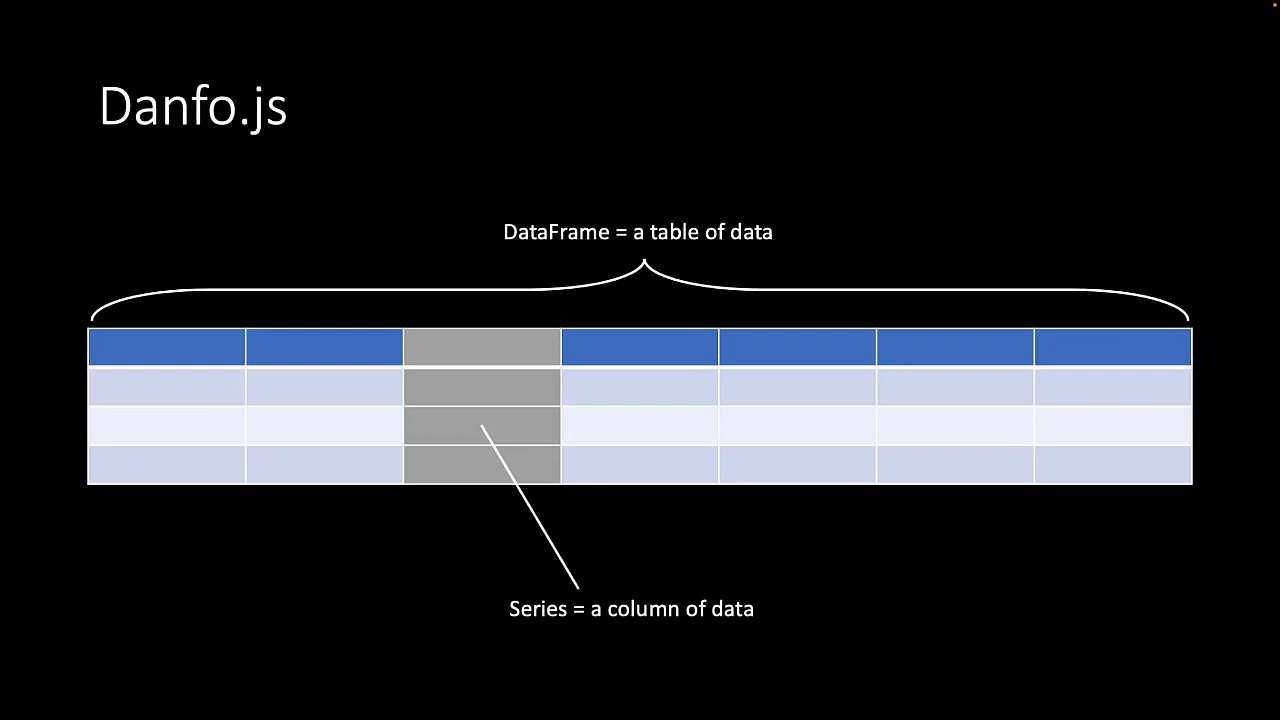 Danfo.js
DataFrame = a table of data
Series = a column of data